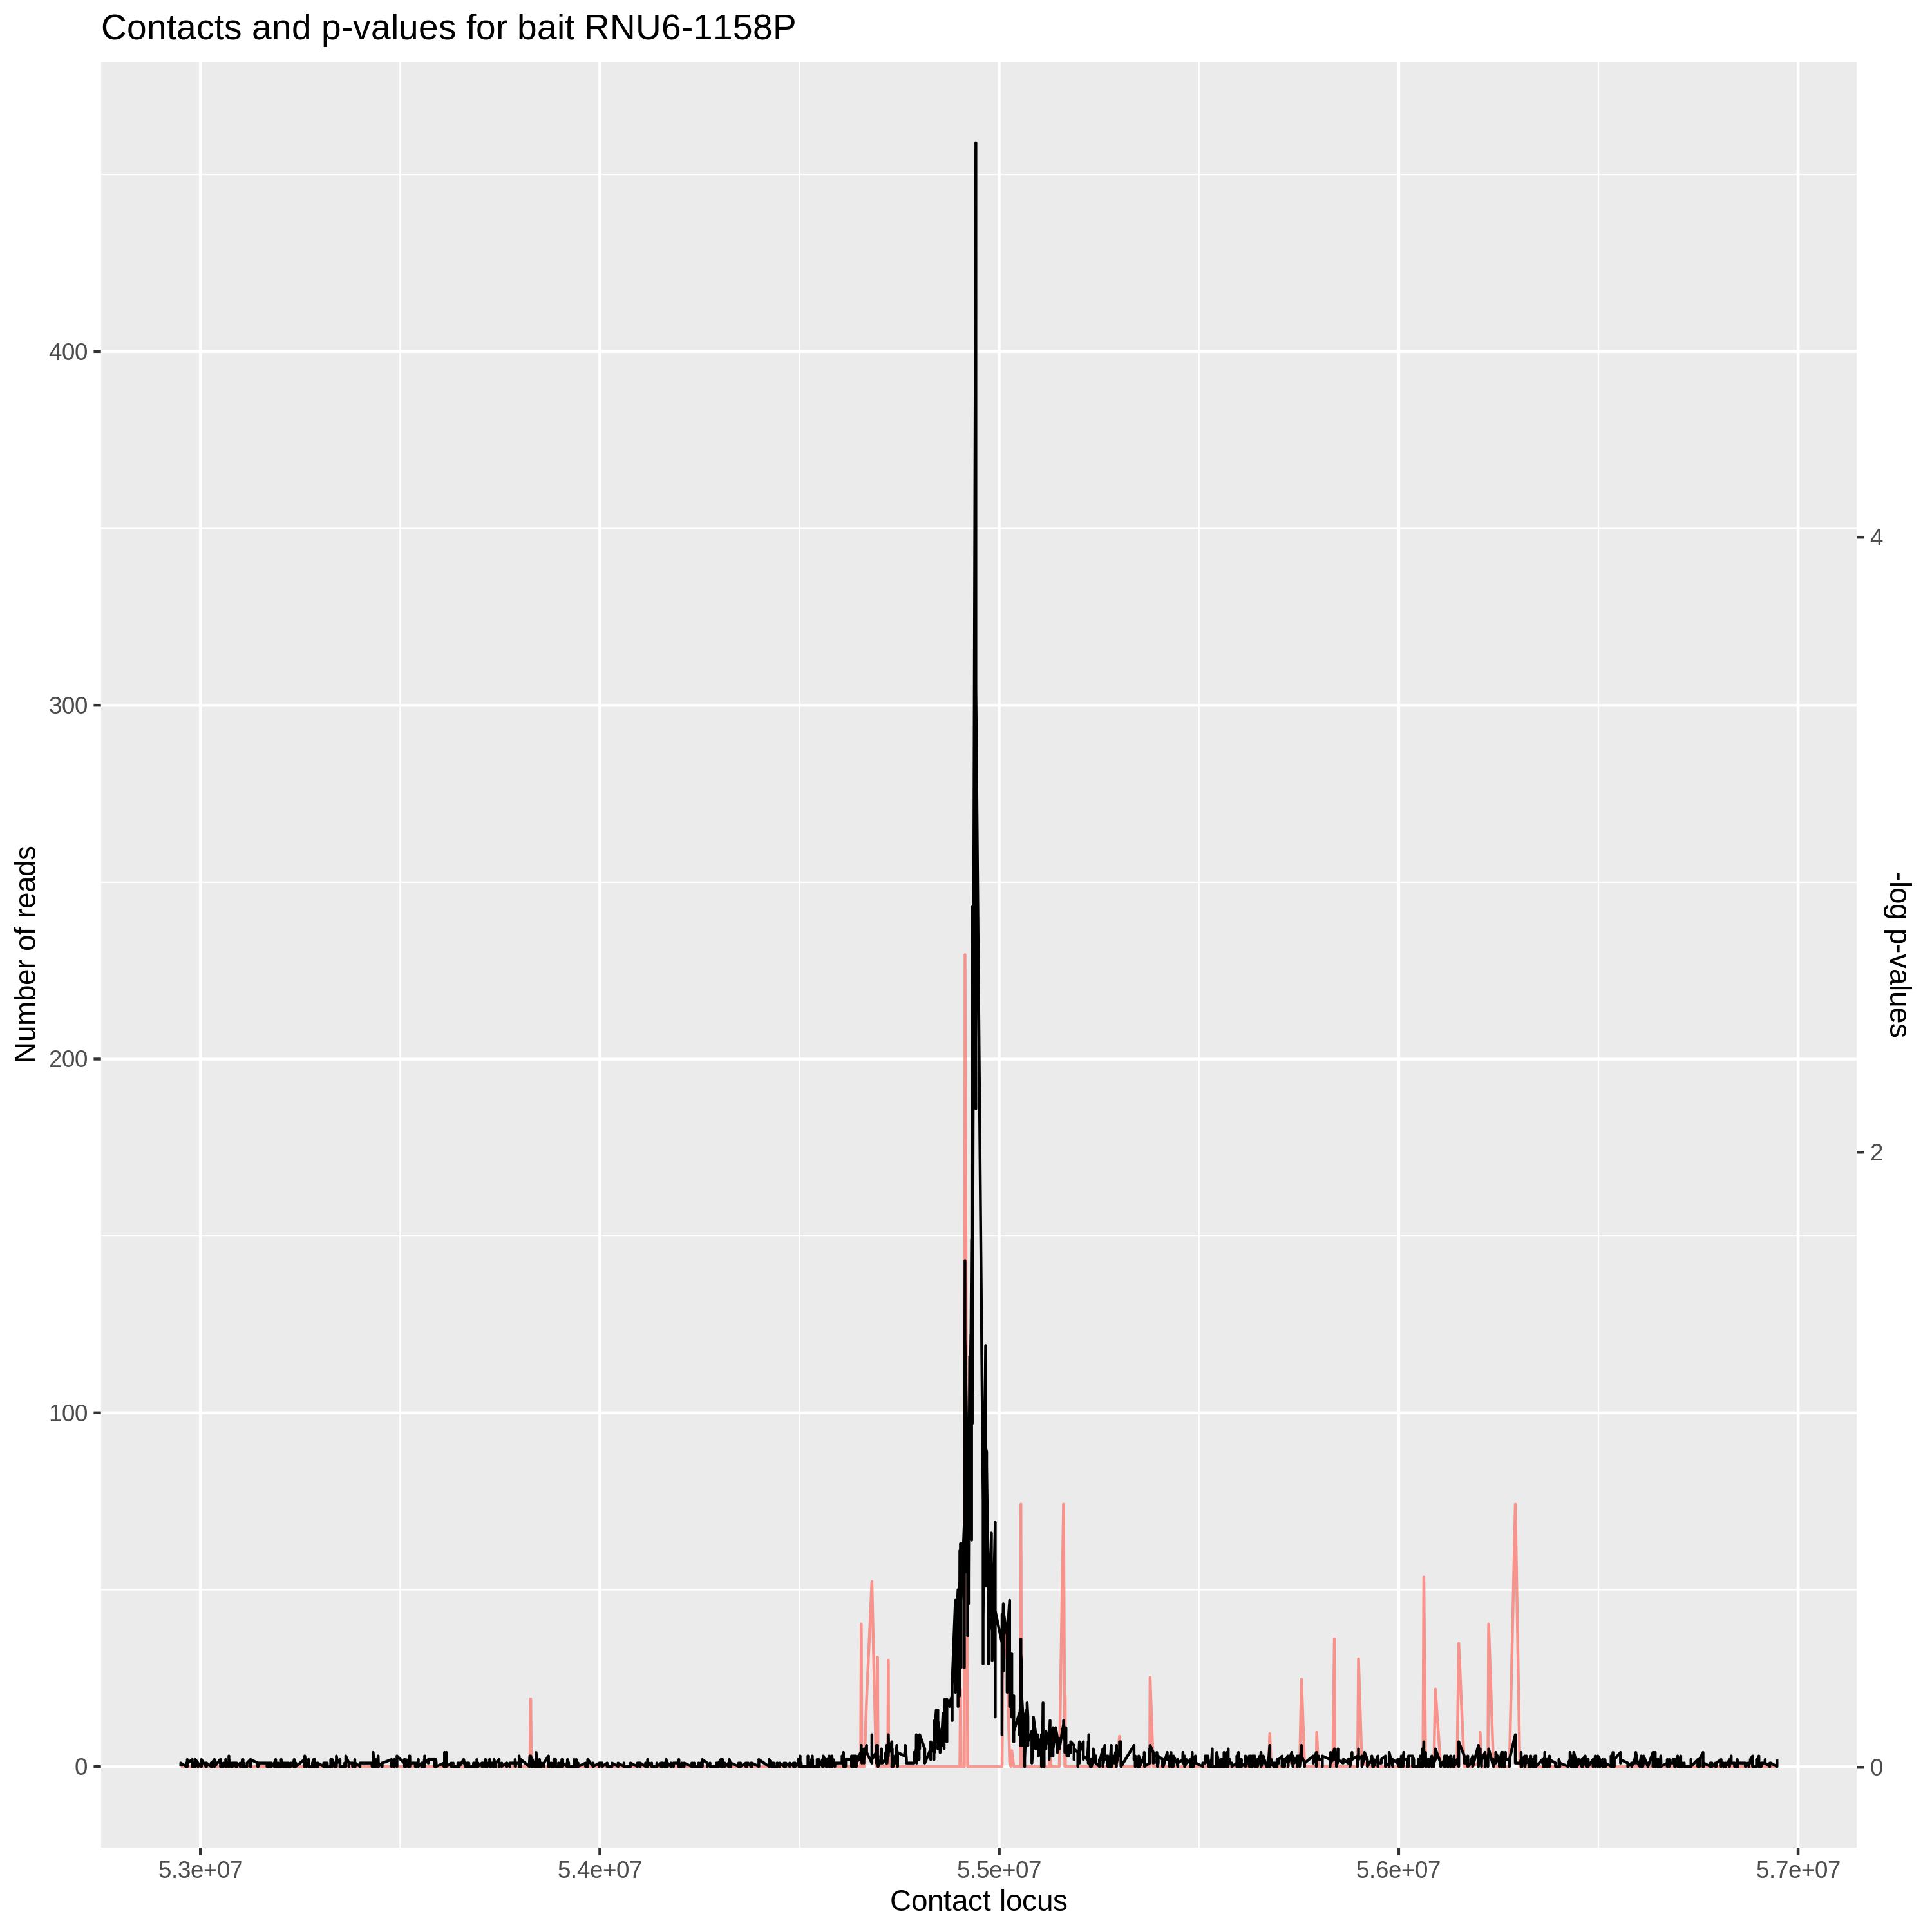 Contacts and p-values for bait RNU6-1158P
Number of reads
400
300
200
100
0
4
2
0
-log p-values
5.3e+07
5.4e+07
5.5e+07
5.6e+07
5.7e+07
Contact locus